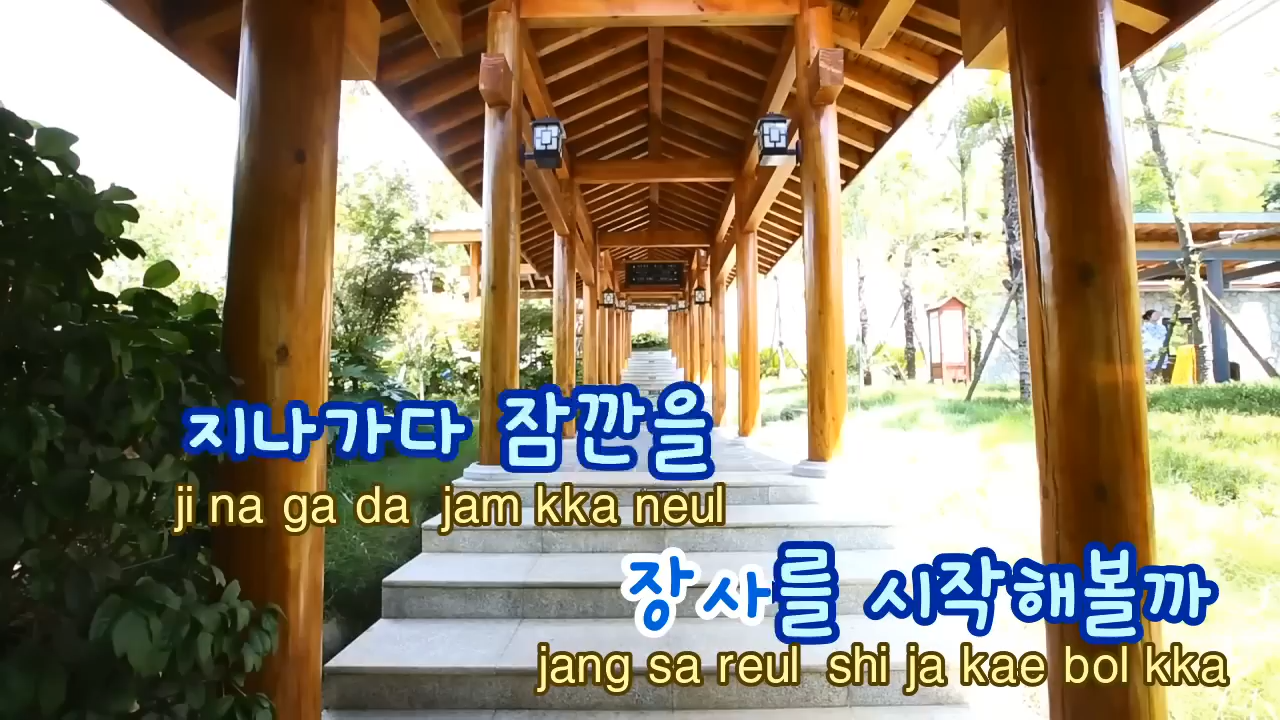 지나가다 잠깐을
ji na ga da jam kka neul
장사를 시작해볼까
jang sa reul shi ja kae bol kka